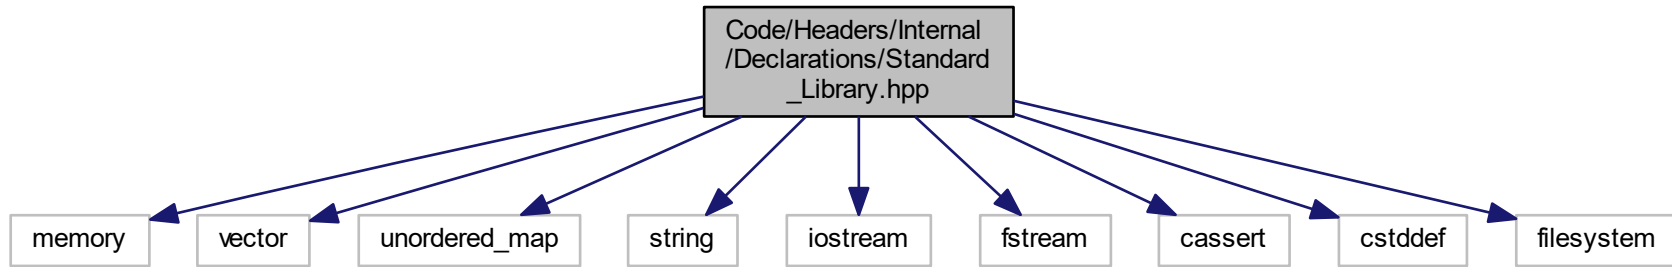 Code/Headers/Internal
/Declarations/Standard
_Library.hpp
memory
vector
unordered_map
string
iostream
fstream
cassert
cstddef
filesystem